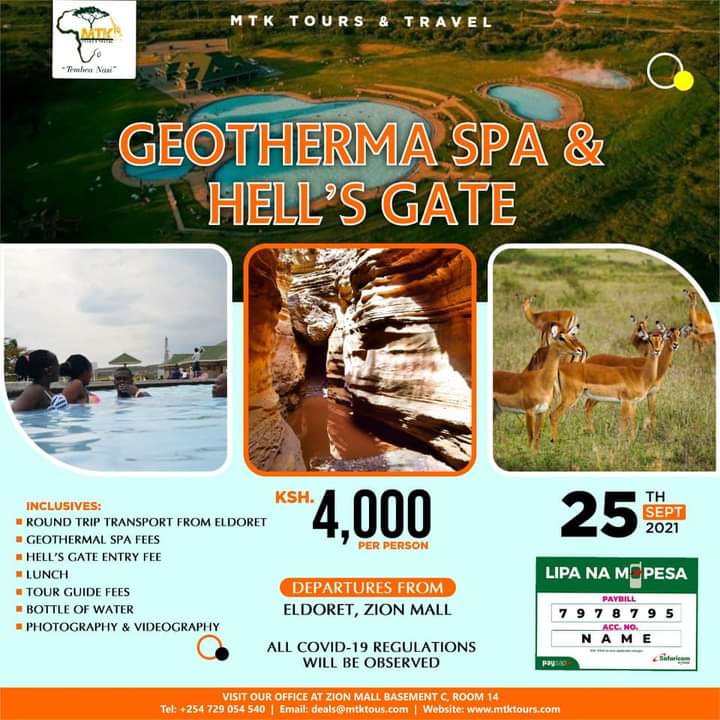 MTK TOURS & TRAVEL
MTK
"Tembea Nasi"
GEOTHERMA SPA &
HELL'S GATE
INCLUSIVES:
ROUND TRIP TRANSPORT FROM ELDORET
GEOTHERMAL SPA FEES
HELL'S GATE ENTRY FEE
LUNCH
TOUR GUIDE FEES
BOTTLE OF WATER
PHOTOGRAPHY & VIDEOGRAPHY
KSH. 4,000
PER PERSON
DEPARTURES FROM
ELDORET, ZION MALL
ALL COVID-19 REGULATIONS
WILL BE OBSERVED
25TH
SEPT
2021
LIPA NA M PESA
PAYBILL
7978795
ACC. NO.
NAME
Safaricom
VISIT OUR OFFICE AT ZION MALL BASEMENT C, ROOM 14
Tel: +254 729 054 540 | Email: deals@mtktous.com | Website: www.mtktours.com